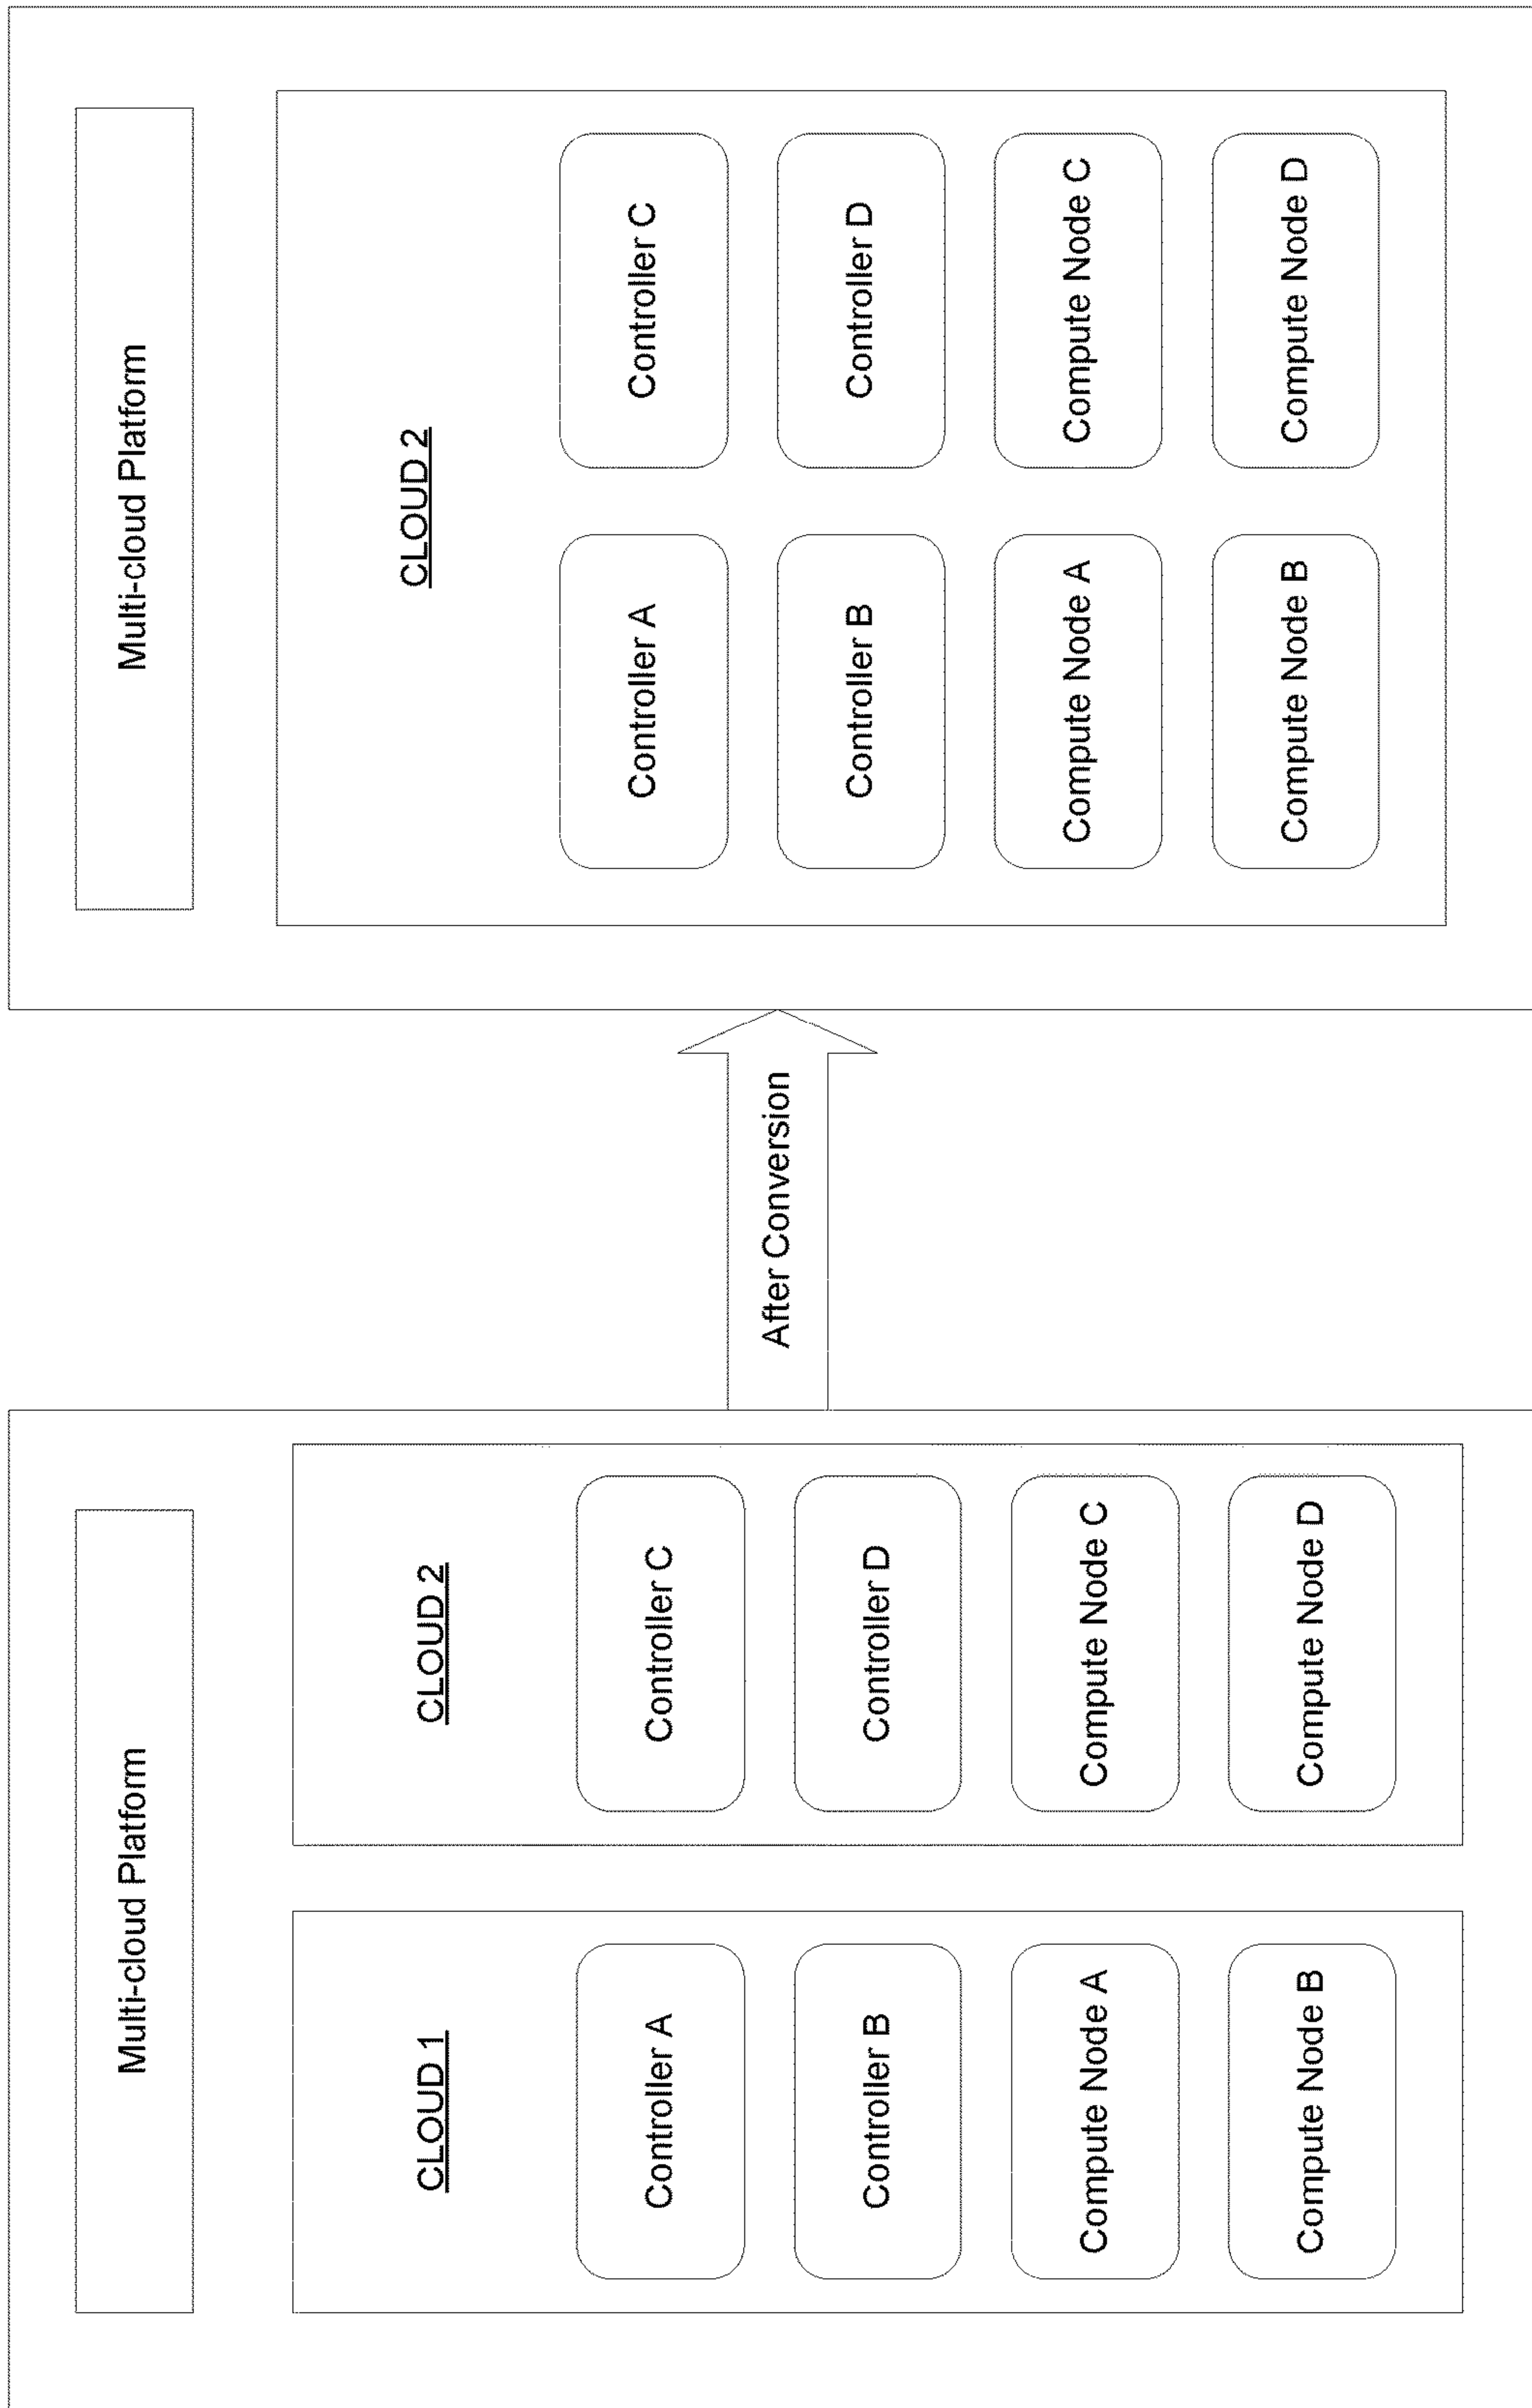 Multi-cloud Platform
CLOUD 1
Controller A
Controller B
Compute Node A
Compute Node B
CLOUD 2
Controller C
Controller D
Compute Node C
Compute Node D
After Conversion
Multi-cloud Platform
CLOUD 2
Controller A
Controller C
Controller B
Controller D
Compute Node A
Compute Node C
Compute Node B
Compute Node D